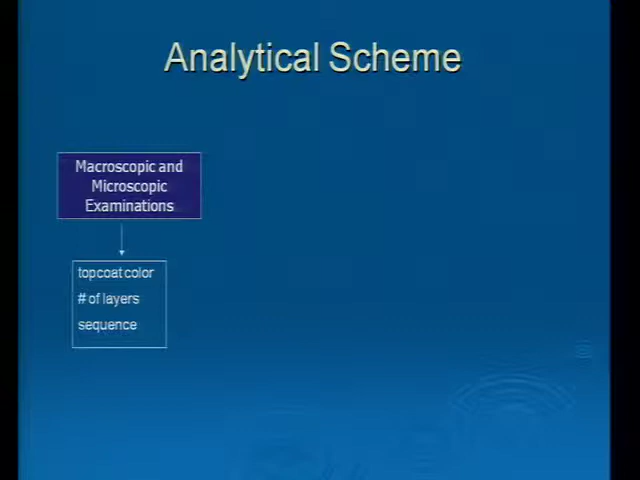 Analytical Scheme
Macroscopic and
Microscopic
Examinations
topcoat color
# of layers
sequence